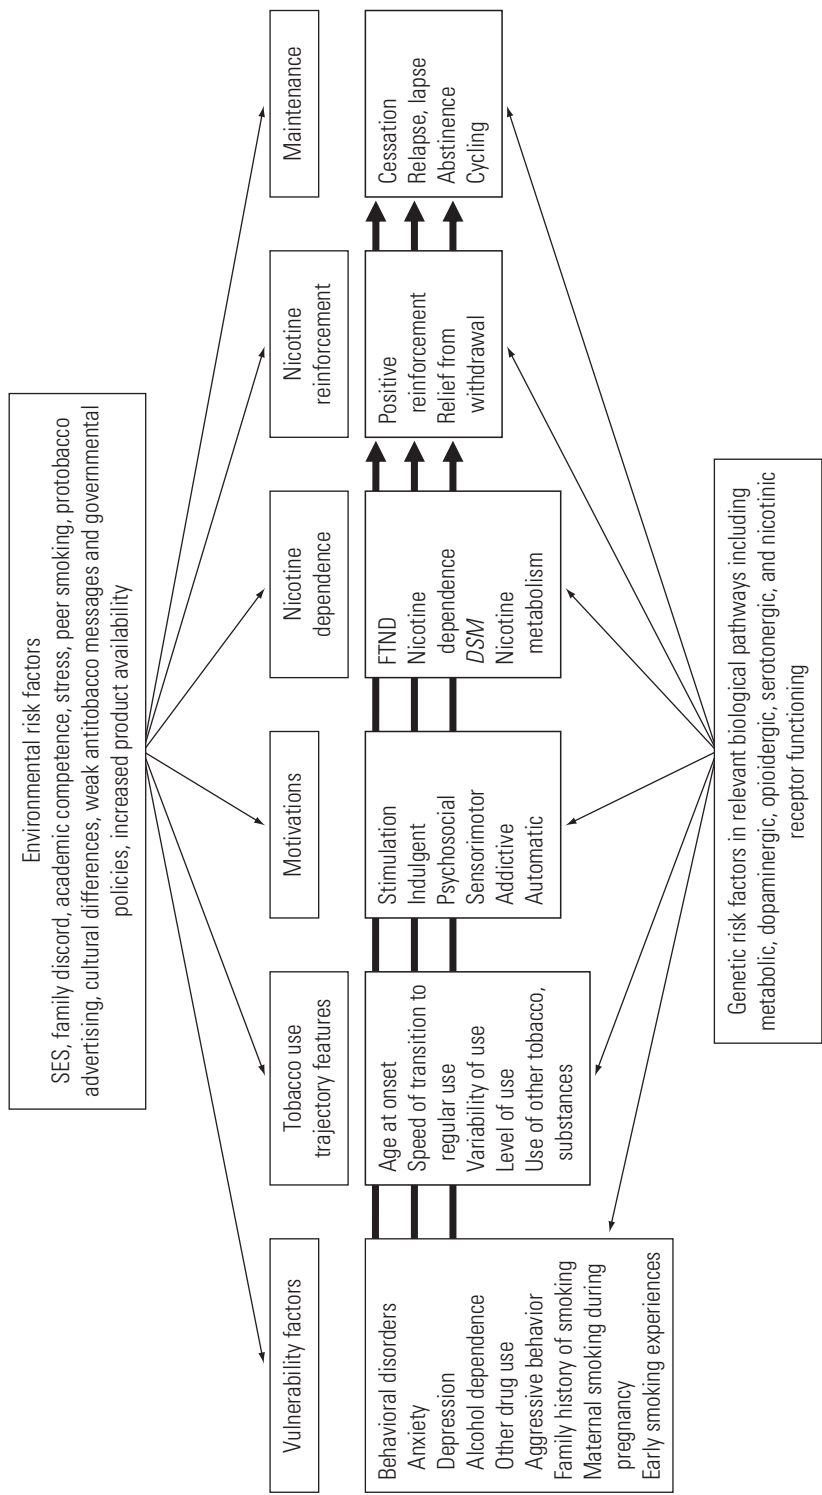 Environmental risk factors
SES, family discord, academic competence, stress, peer smoking, protobacco
advertising, cultural differences, weak antitobacco messages and governmental
policies, increased product availability
Vulnerability factors
Tobacco use
trajectory features
Motivations
Nicotine
dependence
Nicotine
reinforcement
Maintenance
Behavioral disorders
Anxiety
Depression
Alcohol dependence
Other drug use
Aggressive behavior
Family history of smoking
Maternal smoking during
pregnancy
Early smoking experiences
Age at onset
Speed of transition to
regular use
Variability of use
Level of use
Use of other tobacco,
substances
Stimulation
Indulgent
Psychosocial
Sensorimotor
Addictive
Automatic
FTND
Nicotine
dependence
DSM
Nicotine
metabolism
Positive
reinforcement
Relief from
withdrawal
Cessation
Relapse, lapse
Abstinence
Cycling
Genetic risk factors in relevant biological pathways including
metabolic, dopaminergic, opioidergic, serotonergic, and nicotinic
receptor functioning